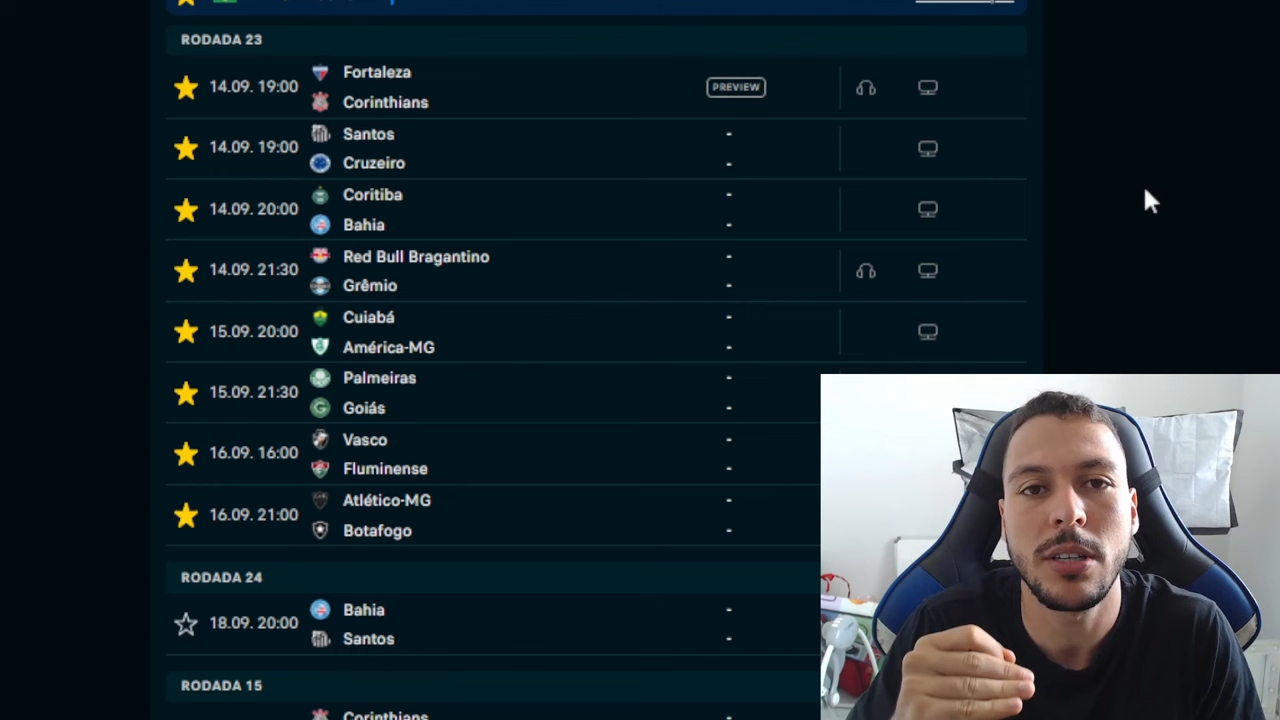 RODADA 23
14.09. 19:00
Fortaleza
Corinthians
PREVIEW
14.09. 19:00
Santos
-
Cruzeiro
-
14.09. 20:00
Coritiba
-
Bahia
-
14.09. 21:30
Red Bull Bragantino
-
Grêmio
-
15.09. 20:00
Cuiabá
-
América-MG
-
15.09. 21:30
Palmeiras
-
Goiás
-
16.09. 16:00
Vasco
-
Fluminense
-
16.09. 21:00
Atlético-MG
-
Botafogo
-
RODADA 24
18.09. 20:00
Bahia
-
Santos
-
RODADA 15
Corinthians
-